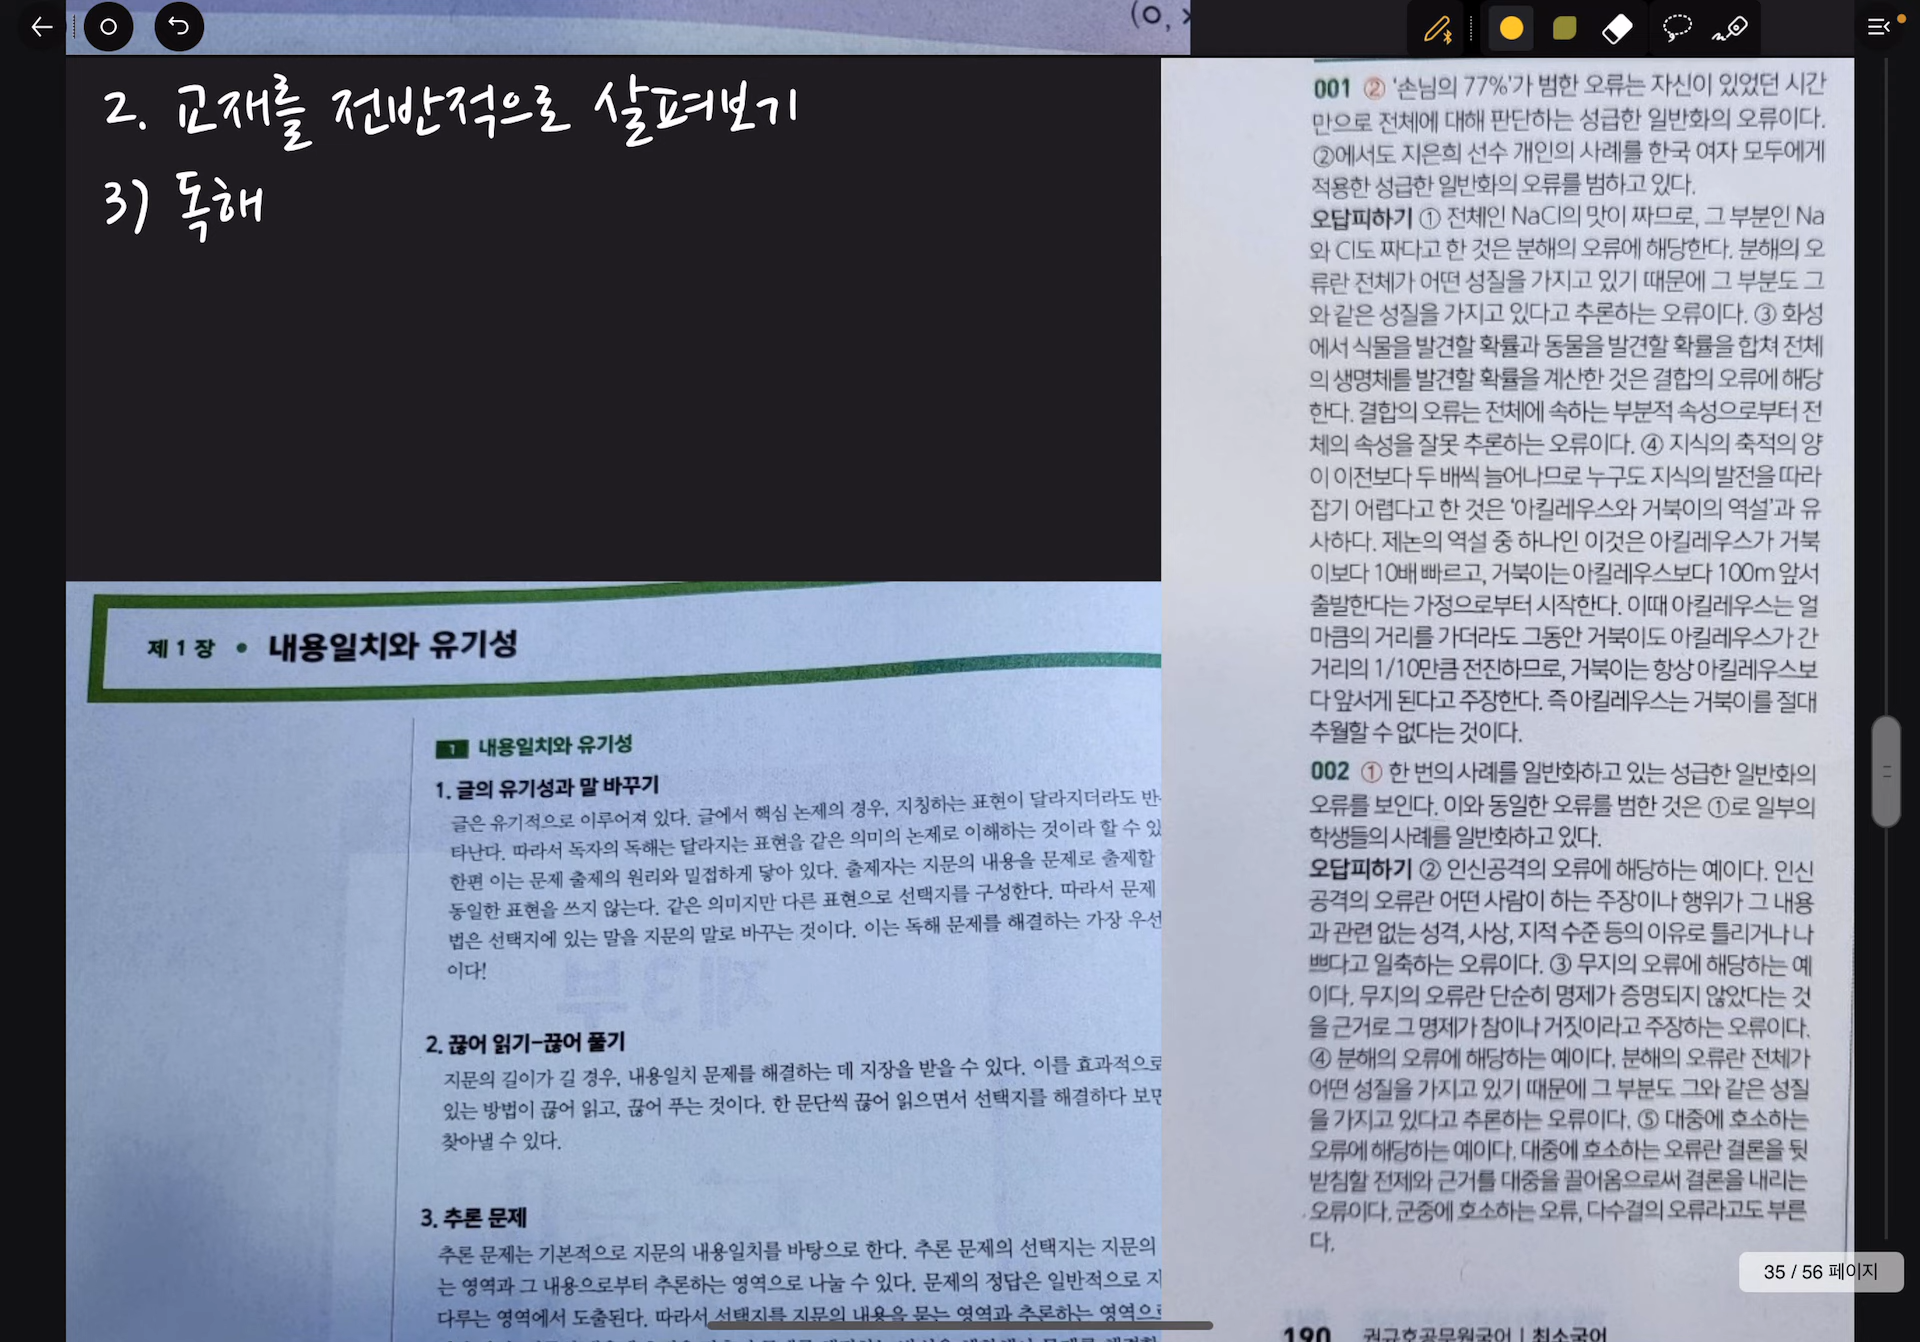 (o,
2. 교재를 전반적으로 살펴보기
3) 독해
제 1 장 • 내용일치와 유기성
1 내용일치와 유기성
1. 글의 유기성과 말 바꾸기
글은 유기적으로 이루어져 있다. 글에서 핵심 논제의 경우, 지칭하는 표현이 달라지더라도 반
타난다. 따라서 독자의 독해는 달라지는 표현을 같은 의미의 논제로 이해하는 것이라 할 수 있
한편 이는 문제 출제의 원리와 밀접하게 닿아 있다. 출제자는 지문의 내용을 문제로 출제할
동일한 표현을 쓰지 않는다. 같은 의미지만 다른 표현으로 선택지를 구성한다. 따라서 문제
법은 선택지에 있는 말을 지문의 말로 바꾸는 것이다. 이는 독해 문제를 해결하는 가장 우선
이다!
2. 끊어 읽기-끊어 풀기
지문의 길이가 길 경우, 내용일치 문제를 해결하는 데 지장을 받을 수 있다. 이를 효과적으로
있는 방법이 끊어 읽고, 끊어 푸는 것이다. 한 문단씩 끊어 읽으면서 선택지를 해결하다 보면
찾아낼 수 있다.
3. 추론 문제
추론 문제는 기본적으로 지문의 내용일치를 바탕으로 한다. 추론 문제의 선택지는 지문의
는 영역과 그 내용으로부터 추론하는 영역으로 나눌 수 있다. 문제의 정답은 일반적으로 지
다루는 영역에서 도출된다. 따라서 선택지를 지문의 내용을 묻는 영역과 추론하는 영역으로
001 ② '손님의 77%'가 범한 오류는 자신이 있었던 시간
만으로 전체에 대해 판단하는 성급한 일반화의 오류이다.
②에서도 지은희 선수 개인의 사례를 한국 여자 모두에게
적용한 성급한 일반화의 오류를 범하고 있다.
오답피하기 ① 전체인 NaCl의 맛이 짜므로, 그 부분인 Na
와 Cl도 짜다고 한 것은 분해의 오류에 해당한다. 분해의 오
류란 전체가 어떤 성질을 가지고 있기 때문에 그 부분도 그
와 같은 성질을 가지고 있다고 추론하는 오류이다. ③ 화성
에서 식물을 발견할 확률과 동물을 발견할 확률을 합쳐 전체
의 생명체를 발견할 확률을 계산한 것은 결합의 오류에 해당
한다. 결합의 오류는 전체에 속하는 부분적 속성으로부터 전
체의 속성을 잘못 추론하는 오류이다. ④ 지식의 축적의 양
이 이전보다 두 배씩 늘어나므로 누구도 지식의 발전을 따라
잡기 어렵다고 한 것은 '아킬레우스와 거북이의 역설'과 유
사하다. 제논의 역설 중 하나인 이것은 아킬레우스가 거북
이보다 10배 빠르고, 거북이는 아킬레우스보다 100m 앞서
출발한다는 가정으로부터 시작한다. 이때 아킬레우스는 얼
마큼의 거리를 가더라도 그동안 거북이도 아킬레우스가 간
거리의 1/10만큼 전진하므로, 거북이는 항상 아킬레우스보
다 앞서게 된다고 주장한다. 즉 아킬레우스는 거북이를 절대
추월할 수 없다는 것이다.
002 ① 한 번의 사례를 일반화하고 있는 성급한 일반화의
오류를 보인다. 이와 동일한 오류를 범한 것은 ①로 일부의
학생들의 사례를 일반화하고 있다.
오답피하기 ② 인신공격의 오류에 해당하는 예이다. 인신
공격의 오류란 어떤 사람이 하는 주장이나 행위가 그 내용
과 관련 없는 성격, 사상, 지적 수준 등의 이유로 틀리거나 나
쁘다고 일축하는 오류이다. ③ 무지의 오류에 해당하는 예
이다. 무지의 오류란 단순히 명제가 증명되지 않았다는 것
을 근거로 그 명제가 참이나 거짓이라고 주장하는 오류이다.
④ 분해의 오류에 해당하는 예이다. 분해의 오류란 전체가
어떤 성질을 가지고 있기 때문에 그 부분도 그와 같은 성질
을 가지고 있다고 추론하는 오류이다. ⑤ 대중에 호소하는
오류에 해당하는 예이다. 대중에 호소하는 오류란 결론을 뒷
받침할 전제와 근거를 대중을 끌어옴으로써 결론을 내리는
오류이다. 군중에 호소하는 오류, 다수결의 오류라고도 부른
다.
35 / 56 페이지
190 권규호공무원국어 | 최소국어